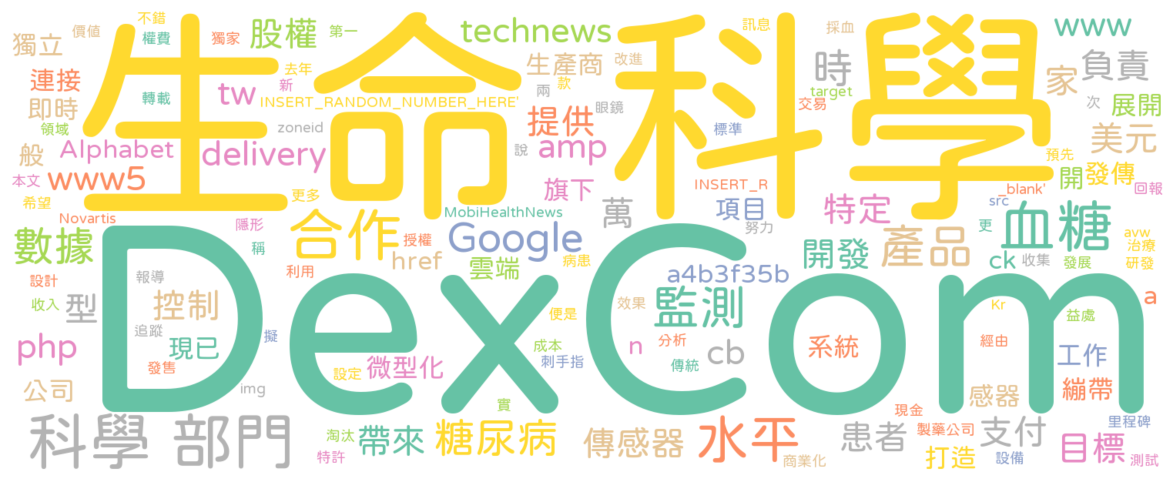 生命科學
DexCom
不錯
權費
獨家
股權
第一
technews
訊息
採血
www
獨立
價值
連接
去年
生產商
改進
時
負責
新
tw
兩
款
target
家
即時
轉載
INSERT_RANDOM_NUMBER_HERE'
眼鏡
交易
次
展開
領域
zoneid
提供
標準
美元
般
Alphabet
delivery
說
amp
預先
本文
www5
更多
旗下
INSERT_R
開
發傳
回報
希望
萬
項目
特定
_blank'
src
Novartis
隱形
合作
MobiHealthNews
努力
產品
更
血糖
avw
數據
稱
授權
Google
開發
治療
href
雲端
病患
ck
收集
發展
研發
設計
報導
利用
a4b3f35b
收入
型
控制
效果
監測
Kr
a
追蹤
擬
便是
益處
php
現已
成本
n
分析
系統
經由
發售
設定
微型化
刺手指
傳統
cb
工作
公司
img
感器
繃帶
實
現金
里程碑
科學
部門
淘汰
帶來
糖尿病
傳感器
水平
患者
製藥公司
支付
目標
特許
商業化
打造
設備
測試